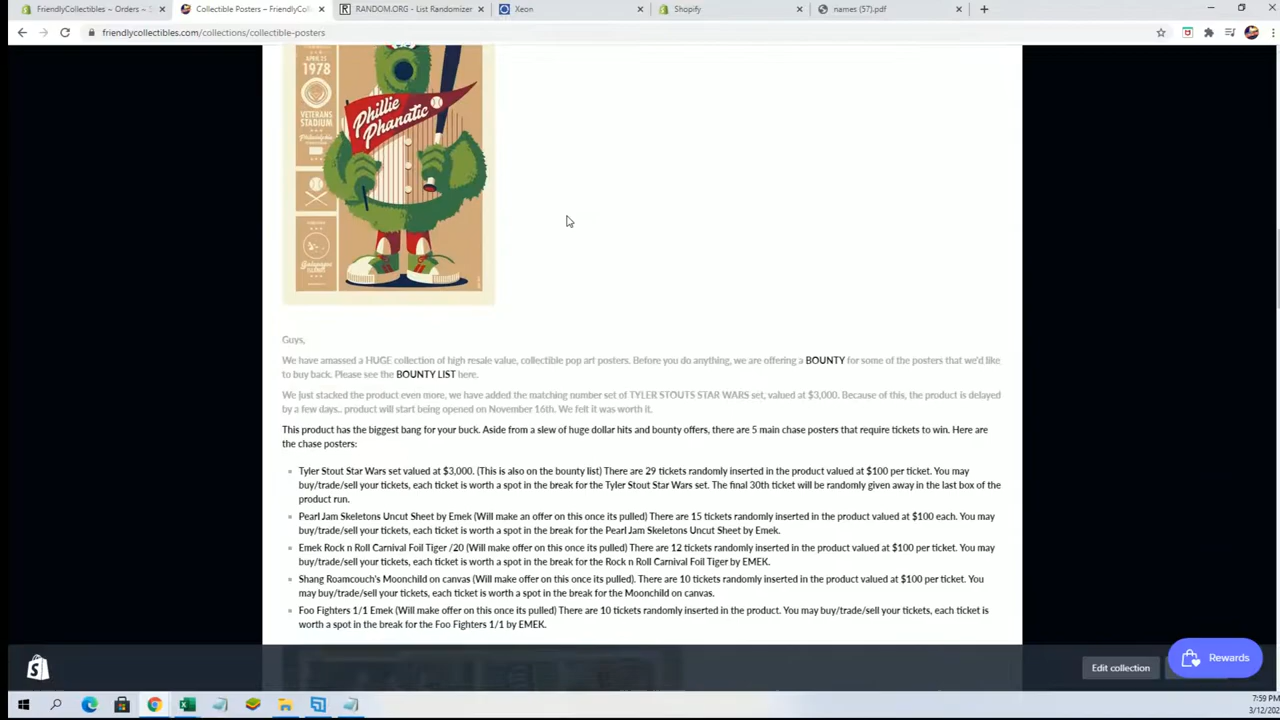 FriendlyCollectibles ~ Orders ~ S
Collectible Posters – FriendlyCol
RANDOM.ORG - List Randomizer
Xeon
Shopify
names (57).pdf
friendlycollectibles.com/collections/collectible-posters
APRIL 25
1978
VETERANS
STADIUM
Phillie
Phanatic
Galapagos
ISLANDS
Guys,
We have amassed a HUGE collection of high resale value, collectible pop art posters. Before you do anything, we are offering a BOUNTY for some of the posters that we'd like
to buy back. Please see the BOUNTY LIST here.
We just stacked the product even more, we have added the matching number set of TYLER STOUTS STAR WARS set, valued at $3,000. Because of this, the product is delayed
by a few days.. product will start being opened on November 16th. We felt it was worth it.
This product has the biggest bang for your buck. Aside from a slew of huge dollar hits and bounty offers, there are 5 main chase posters that require tickets to win. Here are
the chase posters:
Tyler Stout Star Wars set valued at $3,000. (This is also on the bounty list) There are 29 tickets randomly inserted in the product valued at $100 per ticket. You may
buy/trade/sell your tickets, each ticket is worth a spot in the break for the Tyler Stout Star Wars set. The final 30th ticket will be randomly given away in the last box of the
product run.
Pearl Jam Skeletons Uncut Sheet by Emek (Will make an offer on this once its pulled) There are 15 tickets randomly inserted in the product valued at $100 each. You may
buy/trade/sell your tickets, each ticket is worth a spot in the break for the Pearl Jam Skeletons Uncut Sheet by Emek.
Emek Rock n Roll Carnival Foil Tiger /20 (Will make offer on this once its pulled) There are 12 tickets randomly inserted in the product valued at $100 per ticket. You may
buy/trade/sell your tickets, each ticket is worth a spot in the break for the Rock n Roll Carnival Foil Tiger by EMEK.
Shang Roamcouch's Moonchild on canvas (Will make offer on this once its pulled). There are 10 tickets randomly inserted in the product valued at $100 per ticket. You
may buy/trade/sell your tickets, each ticket is worth a spot in the break for the Moonchild on canvas.
Foo Fighters 1/1 Emek (Will make offer on this once its pulled) There are 10 tickets randomly inserted in the product. You may buy/trade/sell your tickets, each ticket is
worth a spot in the break for the Foo Fighters 1/1 by EMEK.
Edit collection
Rewards
7:59 PM
3/12/202